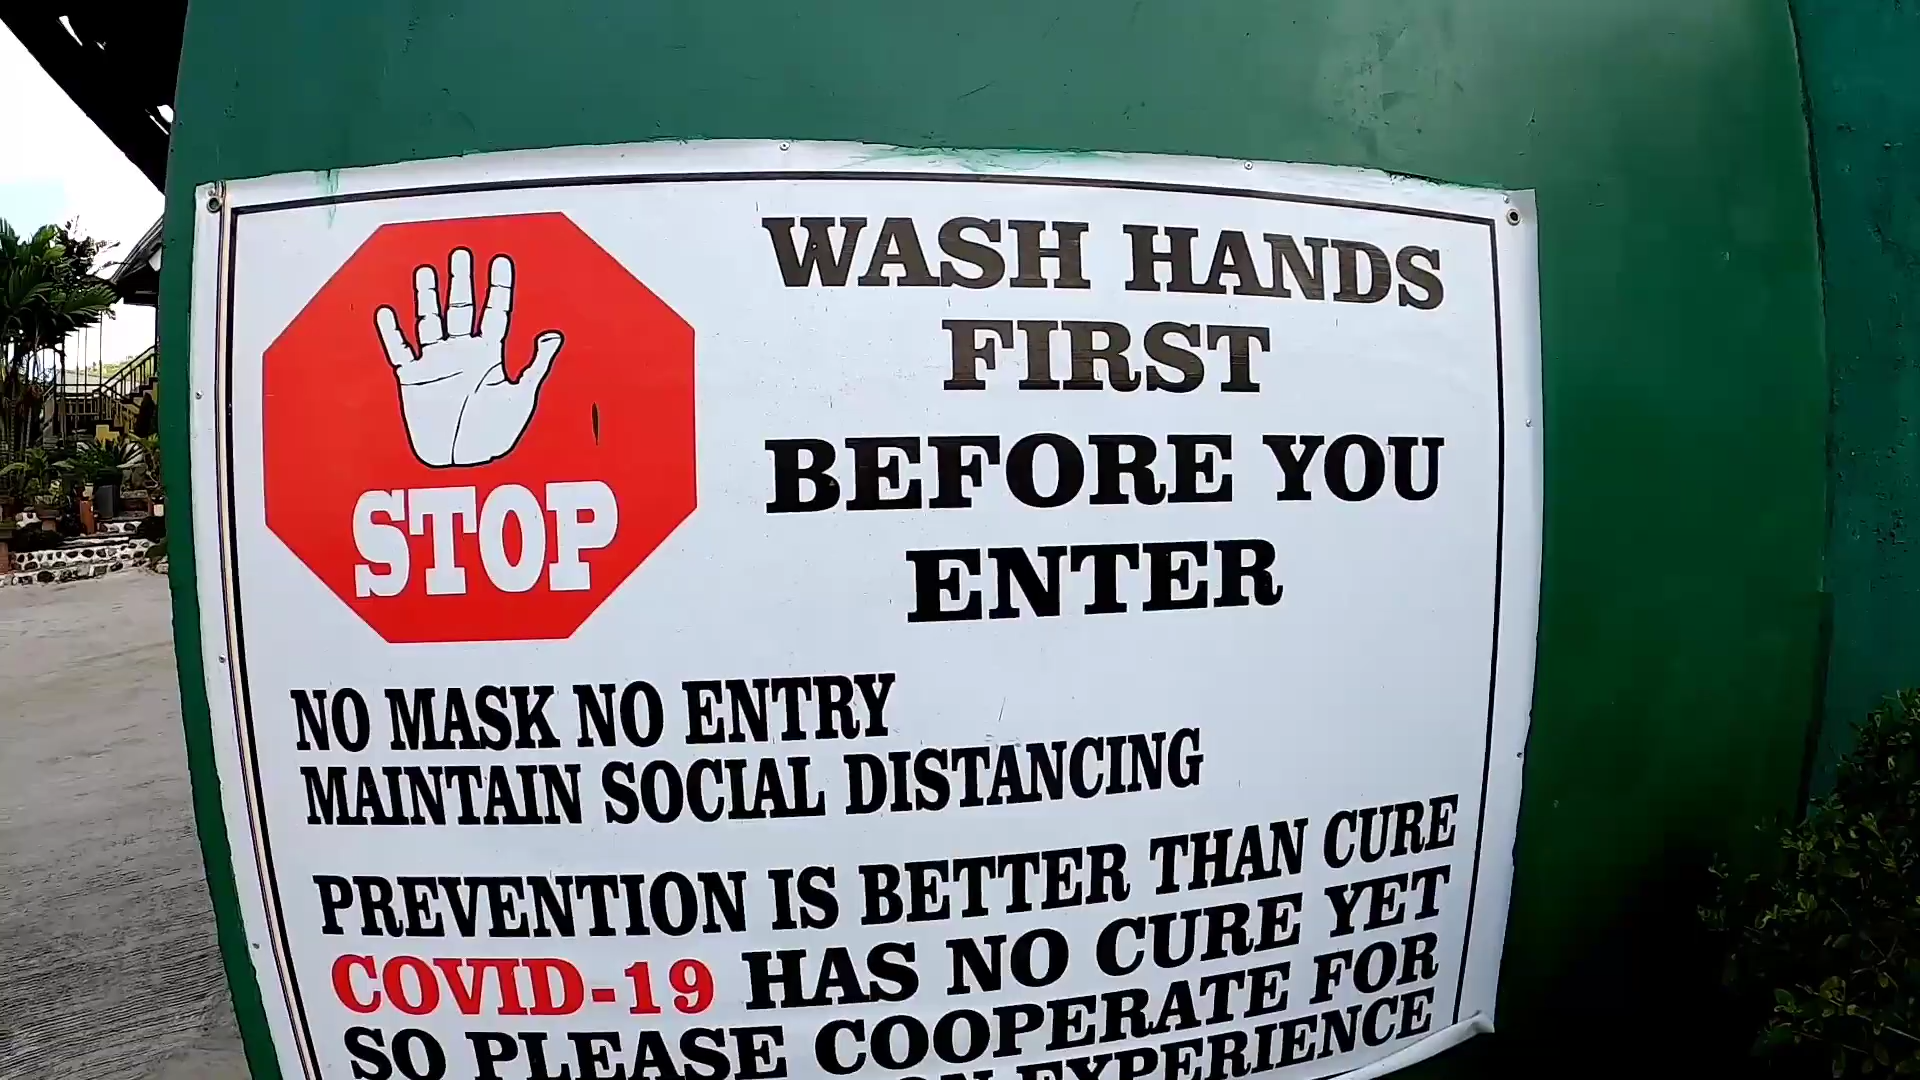 STOP
WASH HANDS
FIRST
BEFORE YOU
ENTER
NO MASK NO ENTRY
MAINTAIN SOCIAL DISTANCING
PREVENTION IS BETTER THAN CURE
COVID-19 HAS NO CURE YET
SO PLEASE COOPERATE FOR
EXPERIENCE